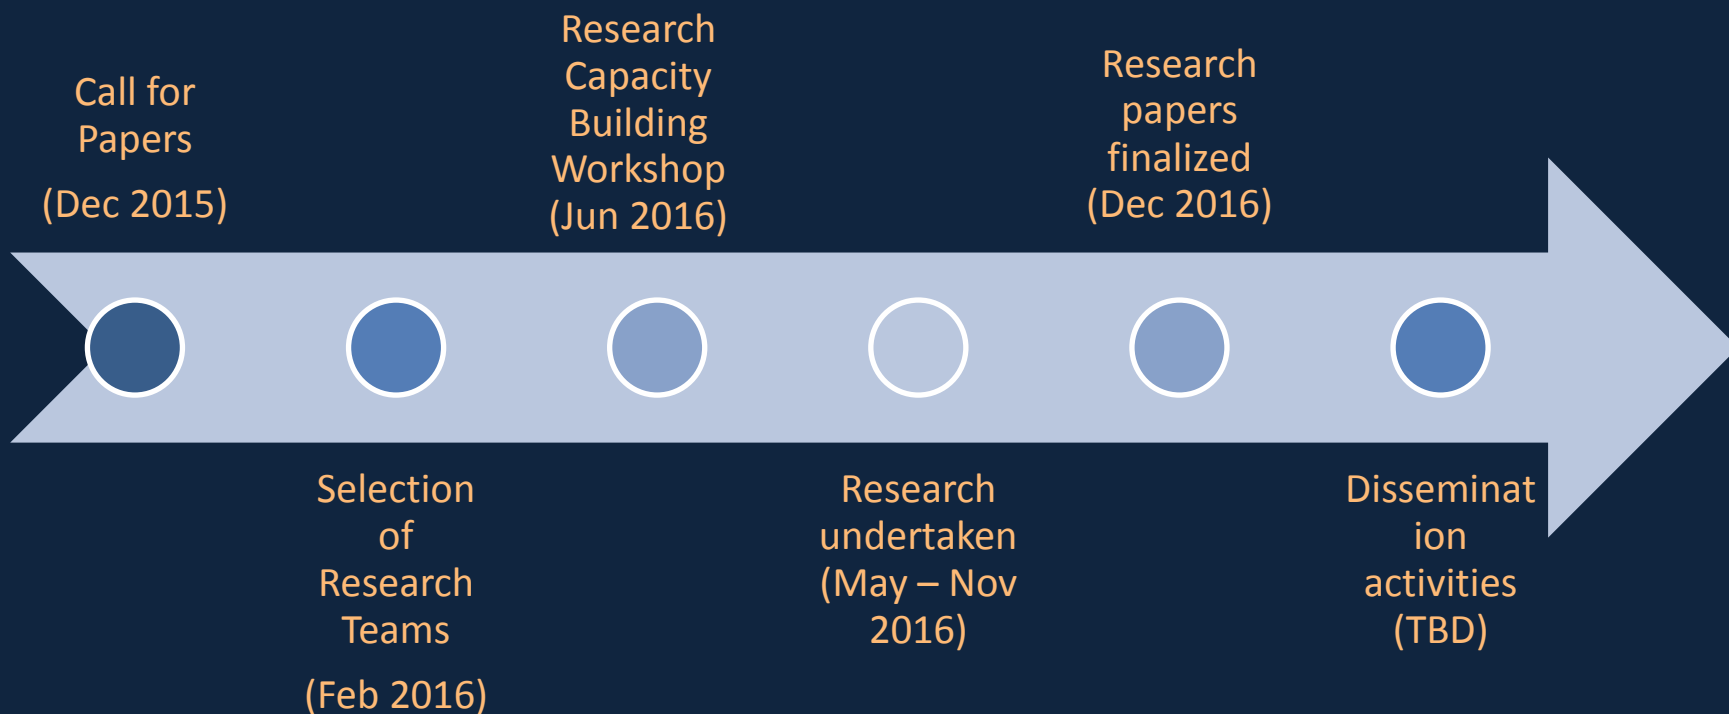 Call for
Papers
(Dec 2015)
Selection
of
Research
Teams
(Feb 2016)
Research
Capacity
Building
Workshop
(Jun 2016)
Research
undertaken
(May – Nov
2016)
Research
papers
finalized
(Dec 2016)
Disseminat
ion
activities
(TBD)